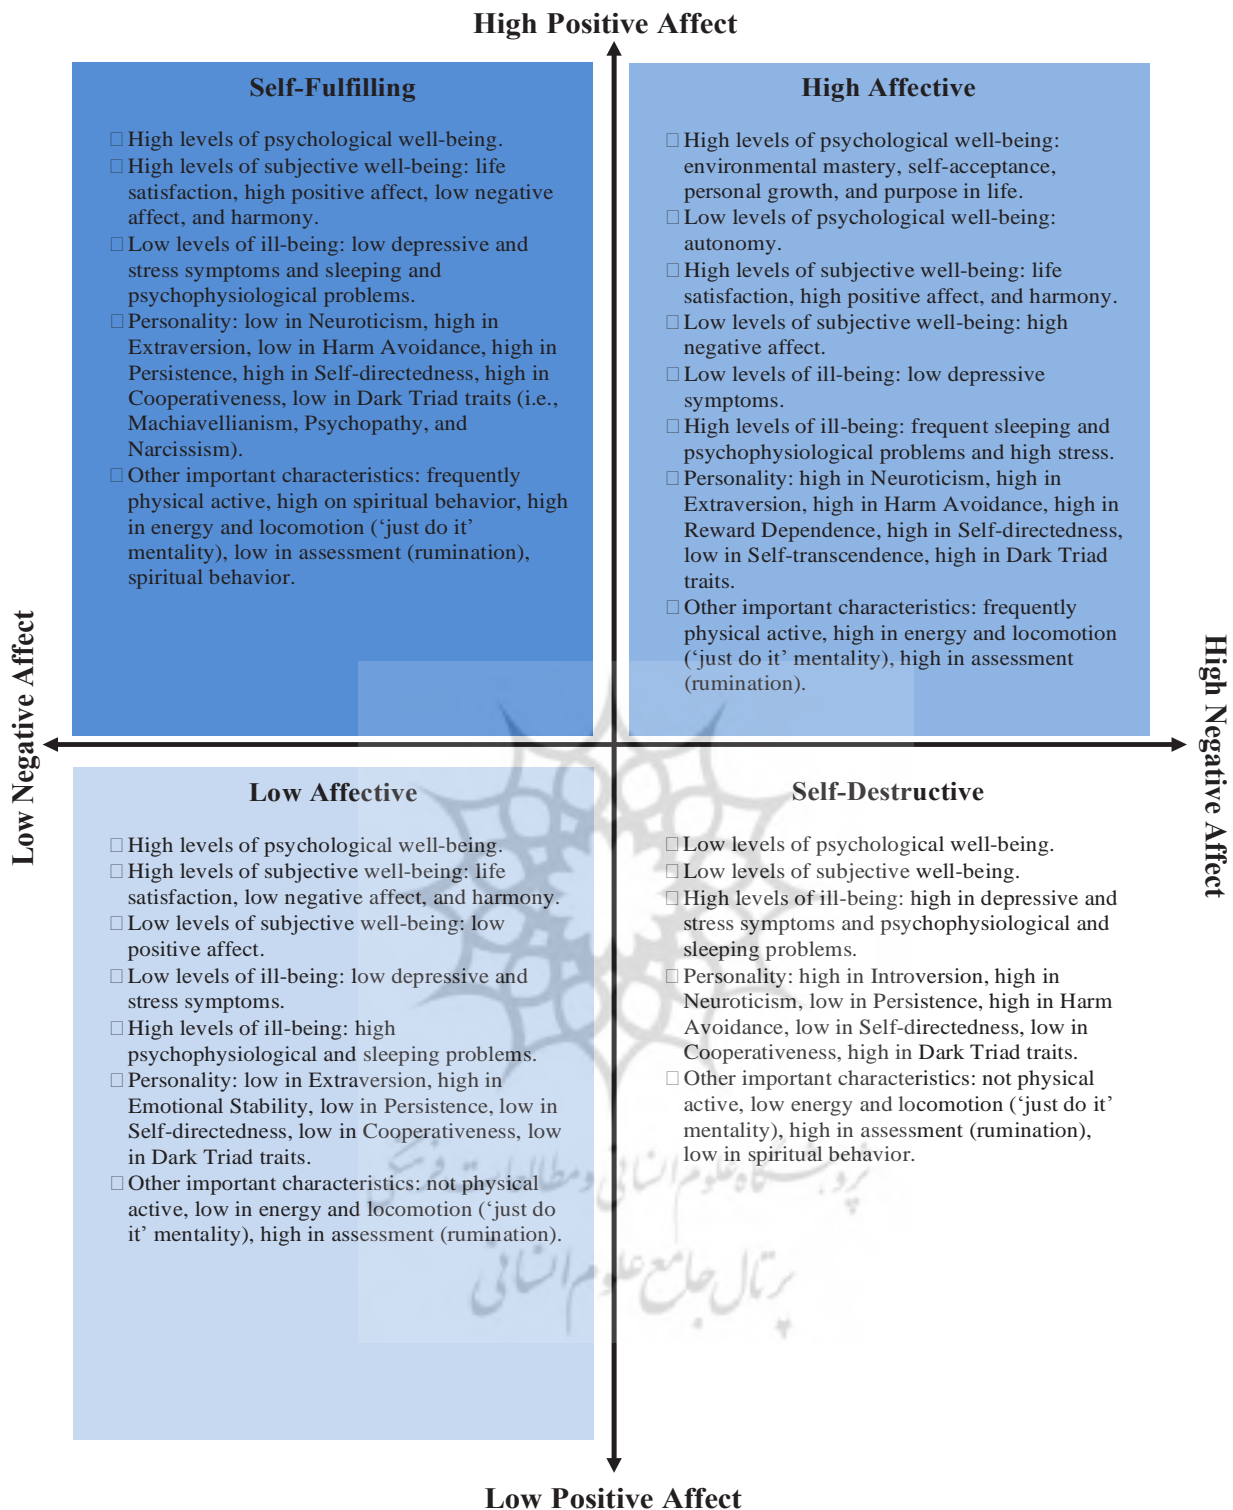 High Positive Affect
Self-Fulfilling
□ High levels of psychological well-being.
□ High levels of subjective well-being: life
satisfaction, high positive affect, low negative
affect, and harmony.
□ Low levels of ill-being: low depressive and
stress symptoms and sleeping and
psychophysiological problems.
□ Personality: low in Neuroticism, high in
Extraversion, low in Harm Avoidance, high in
Persistence, high in Self-directedness, high in
Cooperativeness, low in Dark Triad traits (i.e.,
Machiavellianism, Psychopathy, and
Narcissism).
□ Other important characteristics: frequently
physical active, high on spiritual behavior, high
in energy and locomotion (‘just do it’
mentality), low in assessment (rumination),
spiritual behavior.
High Affective
□ High levels of psychological well-being:
environmental mastery, self-acceptance,
personal growth, and purpose in life.
□ Low levels of psychological well-being:
autonomy.
□ High levels of subjective well-being: life
satisfaction, high positive affect, and harmony.
□ Low levels of subjective well-being: high
negative affect.
□ Low levels of ill-being: low depressive
symptoms.
□ High levels of ill-being: frequent sleeping and
psychophysiological problems and high stress.
□ Personality: high in Neuroticism, high in
Extraversion, high in Harm Avoidance, high in
Reward Dependence, high in Self-directedness,
low in Self-transcendence, high in Dark Triad
traits.
□ Other important characteristics: frequently
physical active, high in energy and locomotion
(‘just do it’ mentality), high in assessment
(rumination).
Low Negative Affect
High Negative Affect
Low Affective
□ High levels of psychological well-being.
□ High levels of subjective well-being: life
satisfaction, low negative affect, and harmony.
□ Low levels of subjective well-being: low
positive affect.
□ Low levels of ill-being: low depressive and
stress symptoms.
□ High levels of ill-being: high
psychophysiological and sleeping problems.
□ Personality: low in Extraversion, high in
Emotional Stability, low in Persistence, low in
Self-directedness, low in Cooperativeness, low
in Dark Triad traits.
□ Other important characteristics: not physical
active, low in energy and locomotion (‘just do
it’ mentality), high in assessment (rumination).
Self-Destructive
□ Low levels of psychological well-being.
□ Low levels of subjective well-being.
□ High levels of ill-being: high in depressive and
stress symptoms and psychophysiological and
sleeping problems.
□ Personality: high in Introversion, high in
Neuroticism, low in Persistence, high in Harm
Avoidance, low in Self-directedness, low in
Cooperativeness, high in Dark Triad traits.
□ Other important characteristics: not physical
active, low energy and locomotion (‘just do it’
mentality), high in assessment (rumination),
low in spiritual behavior.
پژوهشگاه علوم انسانی و مطالعات فرهنگی
پرتال جامع علوم انسانی
Low Positive Affect